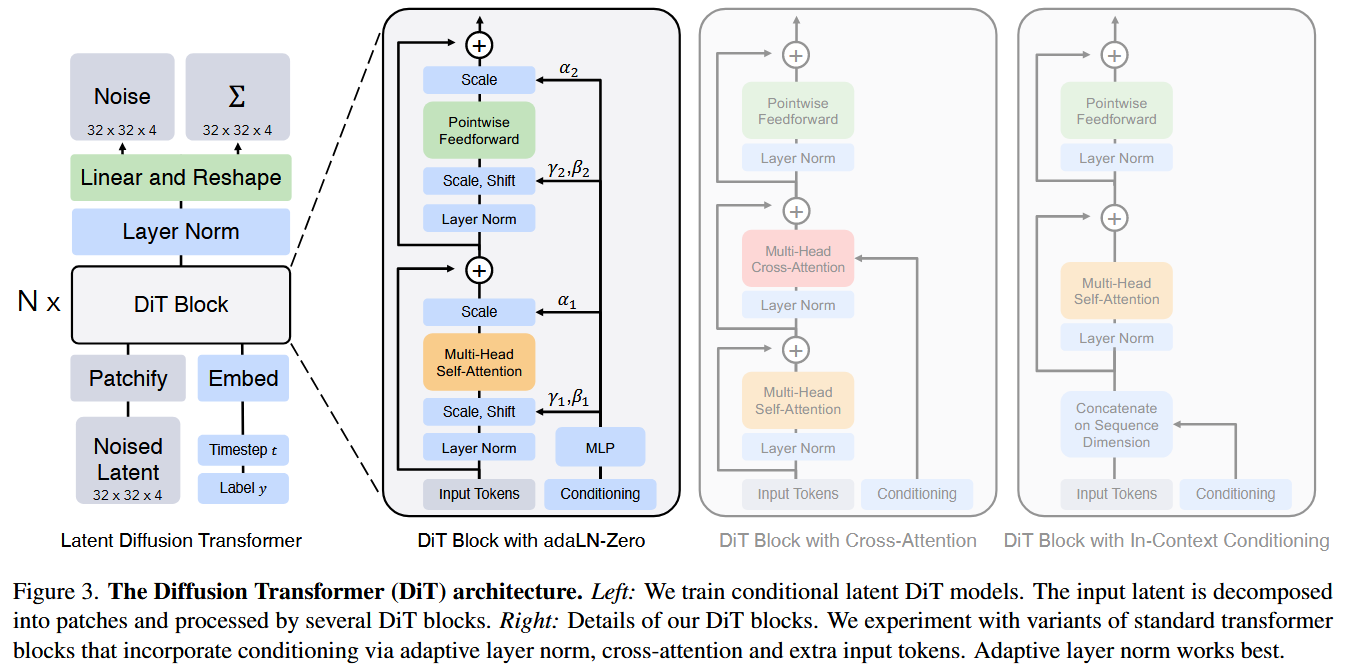 Noise
32 x 32 x 4
Σ
32 x 32 x 4
Linear and Reshape
Layer Norm
N x
DiT Block
Patchify
Embed
Noised
Latent
32 x 32 x 4
Timestep t
Label y
Latent Diffusion Transformer
Scale
α₂
Pointwise
Feedforward
Scale, Shift
γ₂,β₂
Layer Norm
Scale
α₁
Multi-Head
Self-Attention
Scale, Shift
γ₁,β₁
Layer Norm
MLP
Input Tokens
Conditioning
DiT Block with adaLN-Zero
Pointwise
Feedforward
Layer Norm
Multi-Head
Cross-Attention
Layer Norm
Multi-Head
Self-Attention
Layer Norm
Input Tokens
Conditioning
DiT Block with Cross-Attention
Pointwise
Feedforward
Layer Norm
Multi-Head
Self-Attention
Layer Norm
Concatenate
on Sequence
Dimension
Input Tokens
Conditioning
DiT Block with In-Context Conditioning
Figure 3. The Diffusion Transformer (DiT) architecture. Left: We train conditional latent DiT models. The input latent is decomposed
into patches and processed by several DiT blocks. Right: Details of our DiT blocks. We experiment with variants of standard transformer
blocks that incorporate conditioning via adaptive layer norm, cross-attention and extra input tokens. Adaptive layer norm works best.